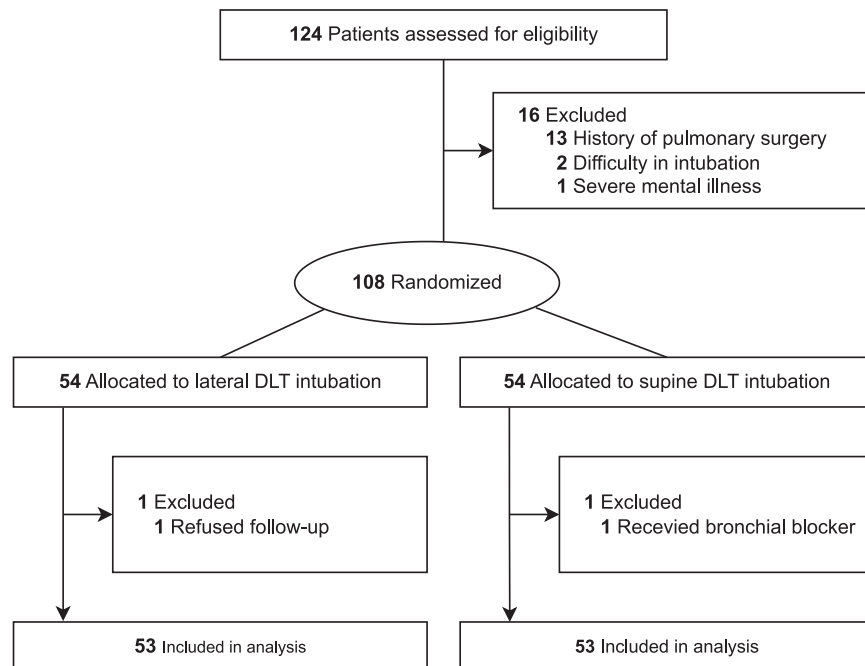 124 Patients assessed for eligibility
16 Excluded
13 History of pulmonary surgery
2 Difficulty in intubation
1 Severe mental illness
108 Randomized
54 Allocated to lateral DLT intubation
54 Allocated to supine DLT intubation
1 Excluded
1 Refused follow-up
1 Excluded
1 Recevied bronchial blocker
53 Included in analysis
53 Included in analysis